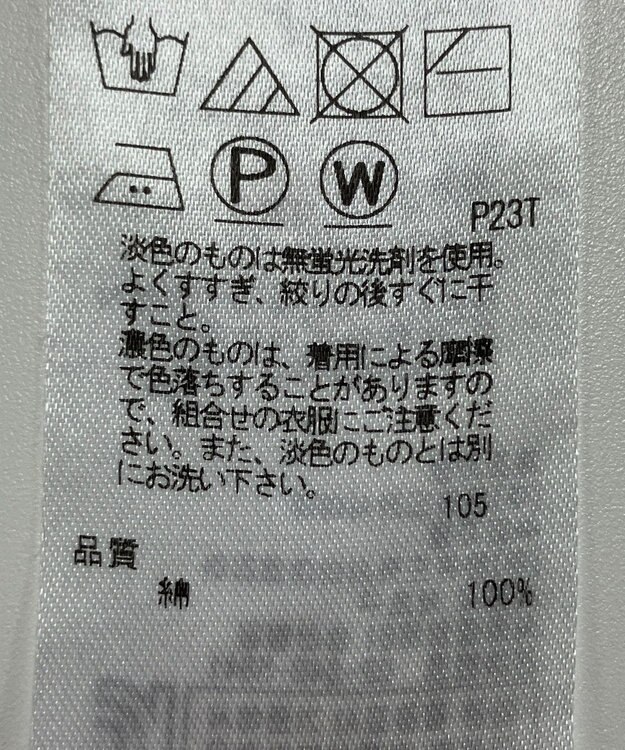 P W
P23T
淡色のものは無蛍光洗剤を使用。
よくすすぎ、絞りの後すぐに干
すこと。
濃色のものは、着用による摩擦
で色落ちすることがありますの
で、組合せの衣服にご注意くだ
さい。また、淡色のものとは別
にお洗い下さい。
105
品質
綿 100%